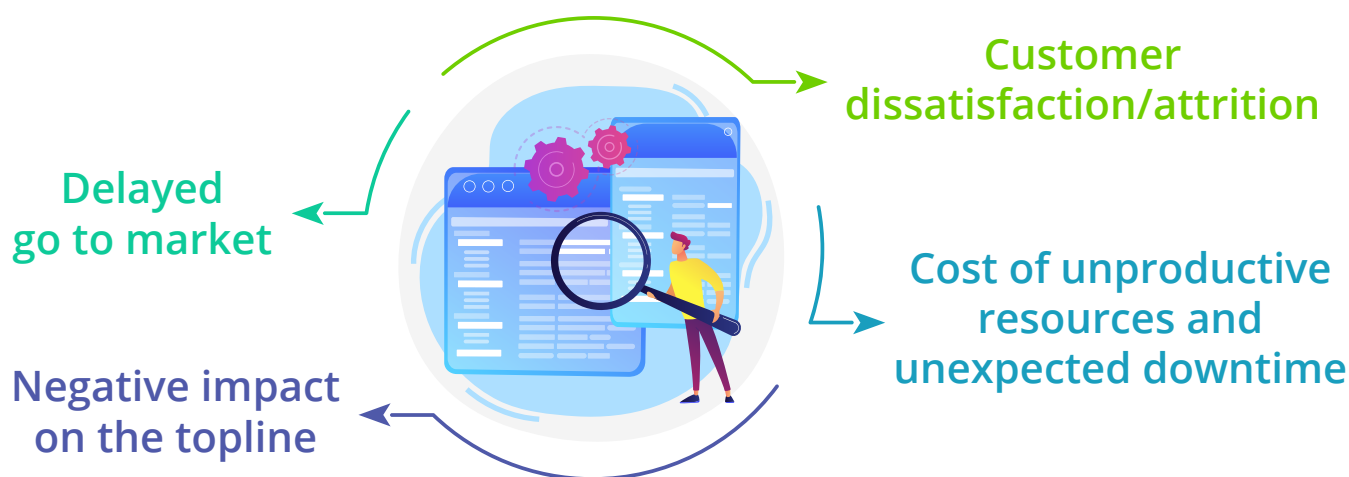 Customer
dissatisfaction/attrition
Delayed
go to market
Cost of unproductive
resources and
unexpected downtime
Negative impact
on the topline